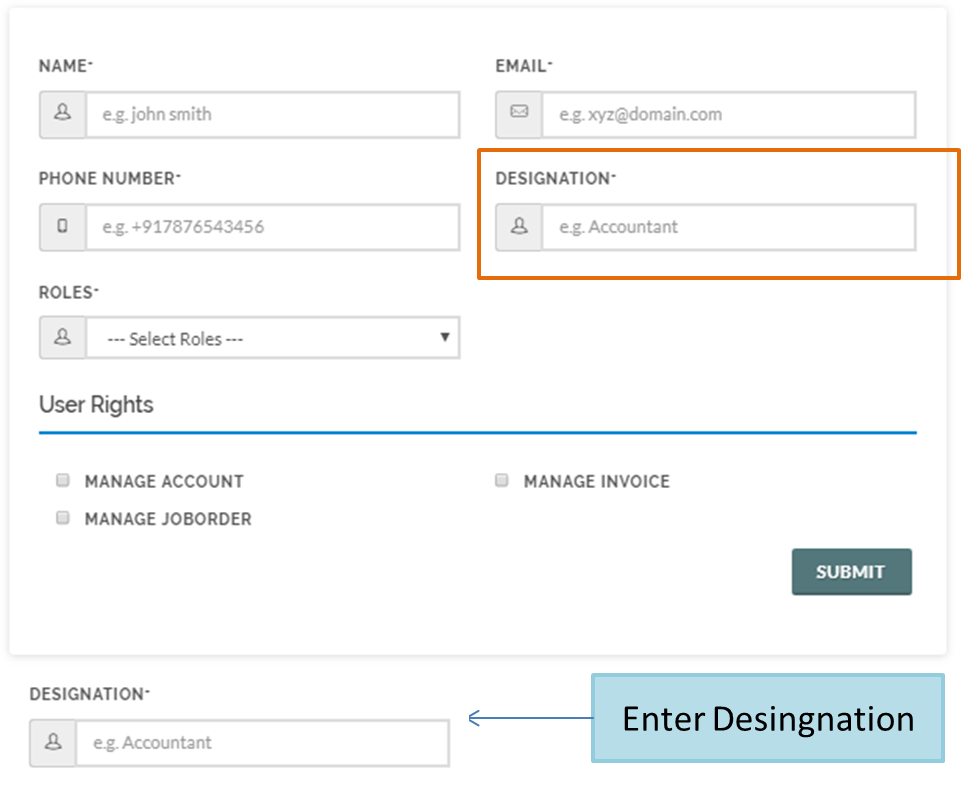 NAME-
EMAIL-
e.g. john smith
e.g. xyz@domain.com
PHONE NUMBER-
DESIGNATION-
e.g. +917876543456
e.g. Accountant
ROLES-
--- Select Roles ---
User Rights
MANAGE ACCOUNT
MANAGE INVOICE
MANAGE JOBORDER
SUBMIT
DESIGNATION-
e.g. Accountant
Enter Desingnation